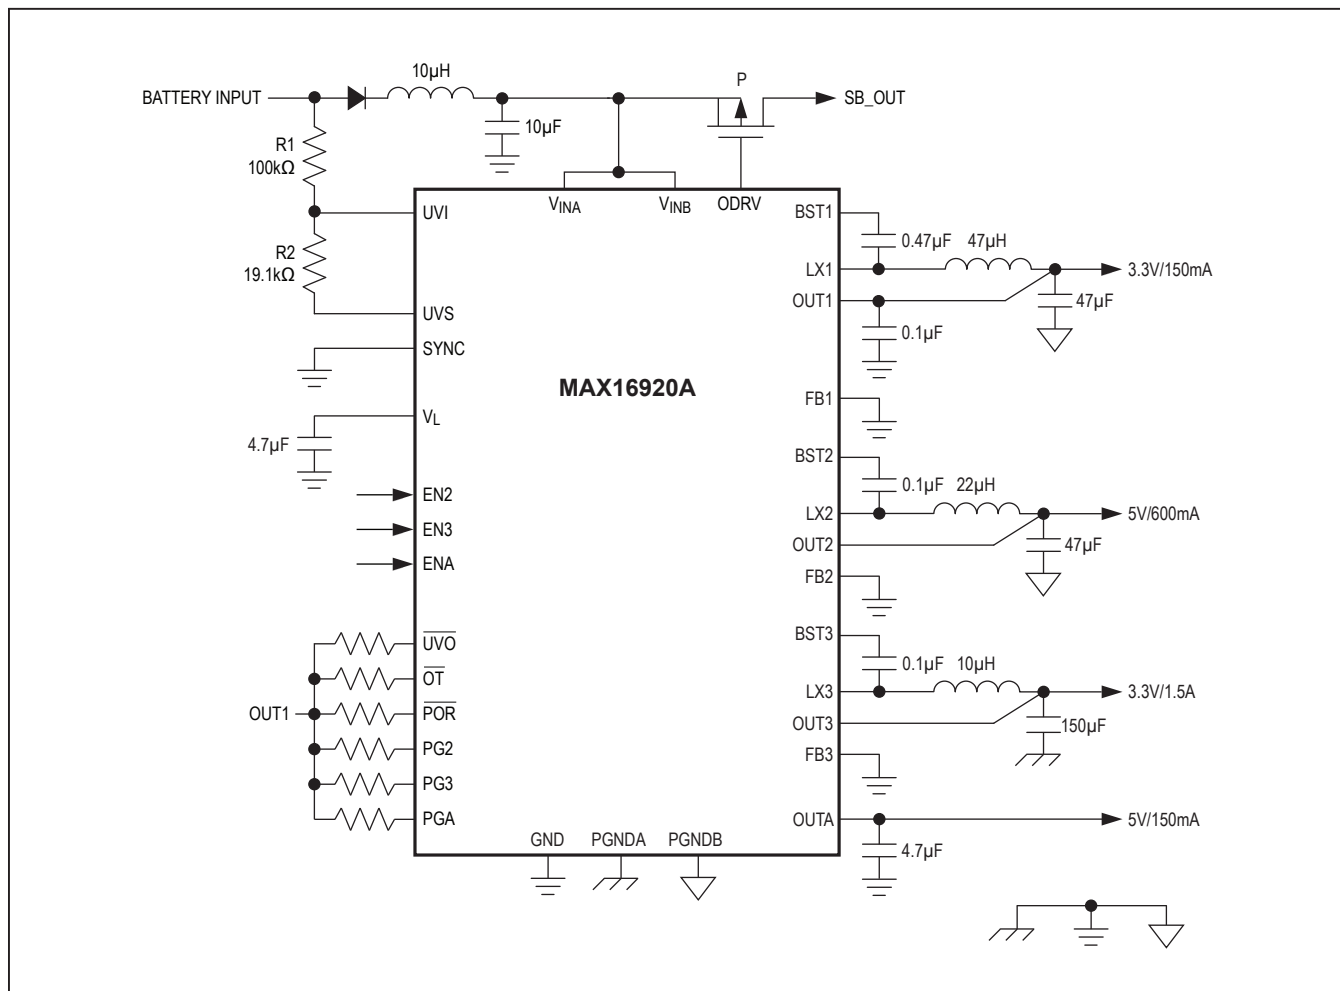 10µH
P
BATTERY INPUT
SB_OUT
10µF
R1
100kΩ
VINA
VINB
ODRV
UVI
BST1
R2
19.1kΩ
0.47µF
47µH
LX1
3.3V/150mA
OUT1
47µF
UVS
0.1µF
SYNC
MAX16920A
FB1
VL
4.7µF
BST2
0.1µF
22µH
EN2
LX2
5V/600mA
EN3
OUT2
47µF
ENA
FB2
BST3
UVO
0.1µF
10µH
OT
LX3
3.3V/1.5A
OUT1
POR
OUT3
150µF
PG2
FB3
PG3
PGA
OUTA
5V/150mA
GND
PGNDA
PGNDB
4.7µF